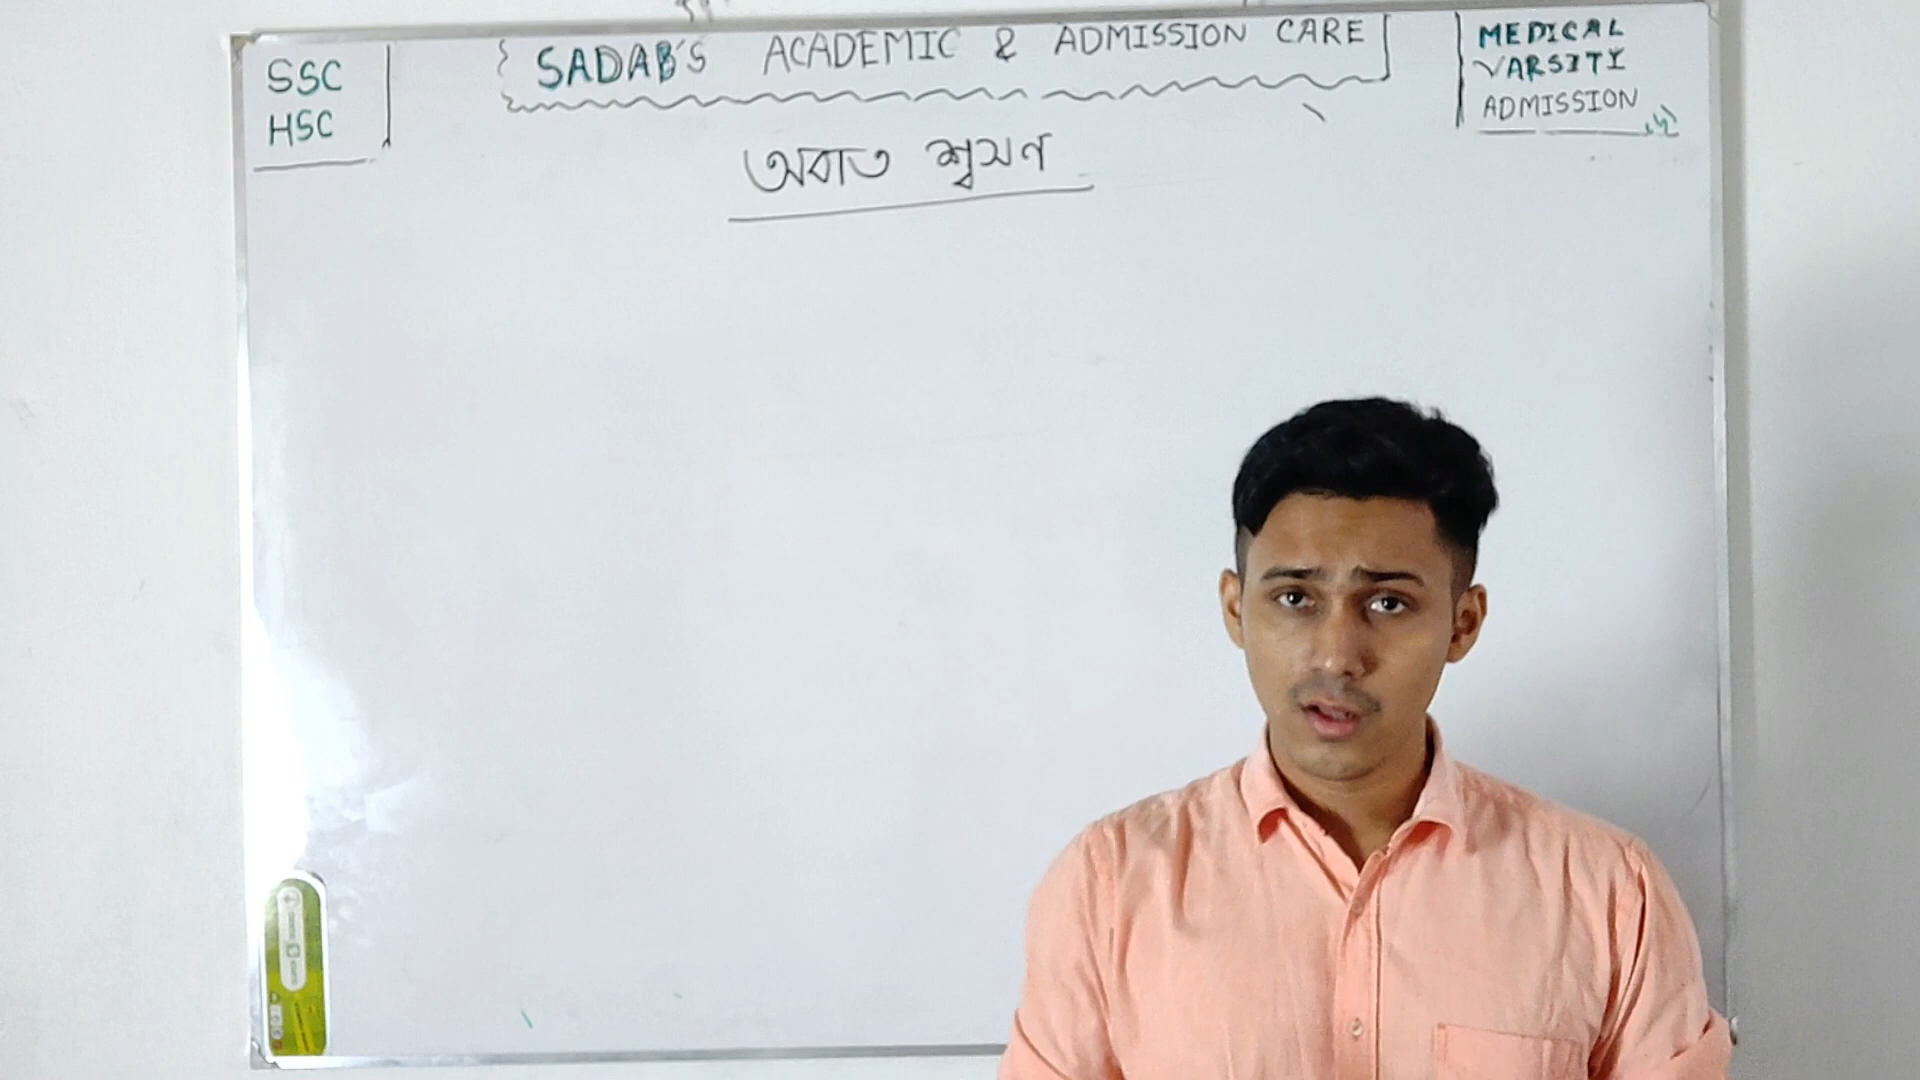 SSC
HSC
SADAB'S ACADEMIC & ADMISSION CARE
MEDICAL
VARSITY
ADMISSION
অবাত শ্বসন